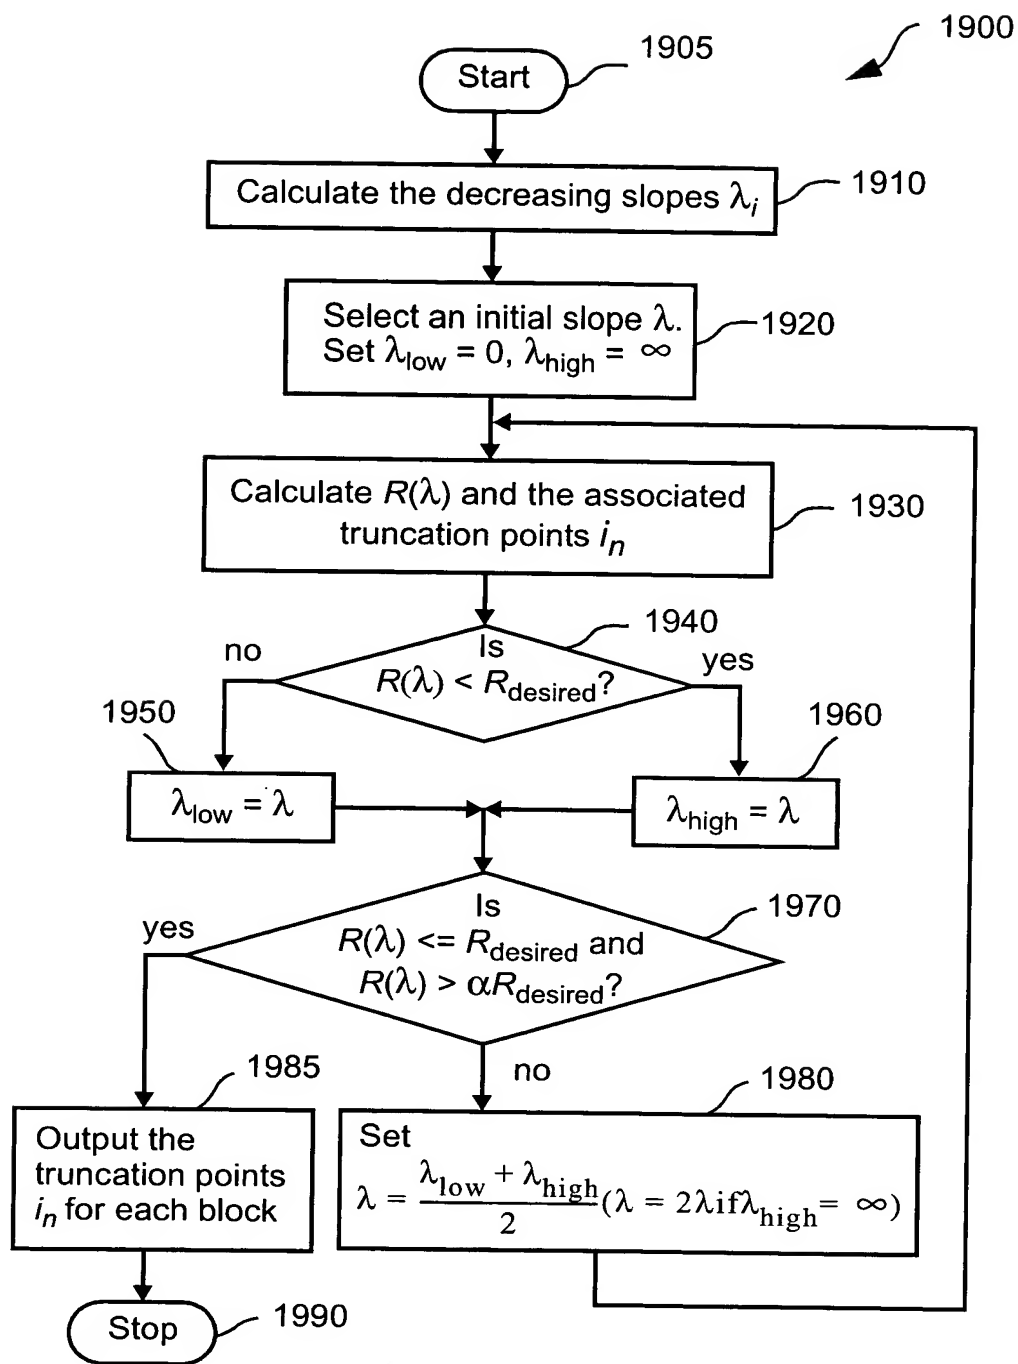 1900
1905
Start
1910
Calculate the decreasing slopes λi
1920
Select an initial slope λ.
Set λlow = 0, λhigh = ∞
1930
Calculate R(λ) and the associated
truncation points in
1940
Is
R(λ) < Rdesired?
no
yes
1950
λlow = λ
1960
λhigh = λ
1970
Is
R(λ) <= Rdesired and
R(λ) > αRdesired?
yes
no
1985
Output the
truncation points
in for each block
1980
Set
λ = (λlow + λhigh)/2 (λ = 2λifλhigh = ∞)
1990
Stop